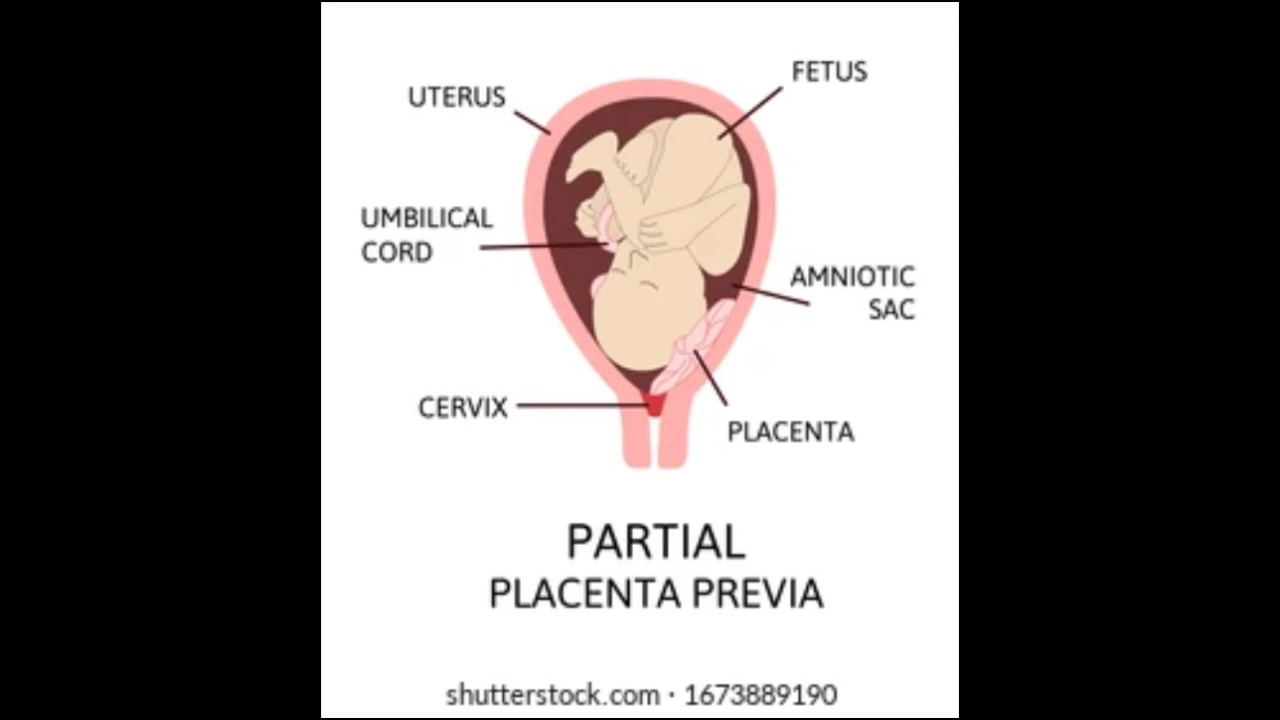 FETUS
UTERUS
UMBILICAL
CORD
AMNIOTIC
SAC
CERVIX
PLACENTA
PARTIAL
PLACENTA PREVIA
shutterstock.com · 1673889190